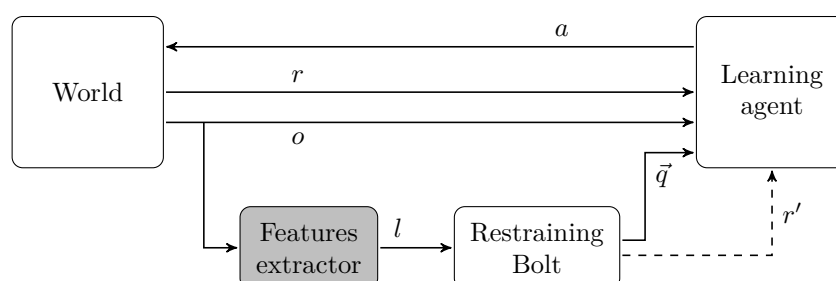 a
World
r
Learning
agent
o
q⃗
r′
Features
extractor
l
Restraining
Bolt